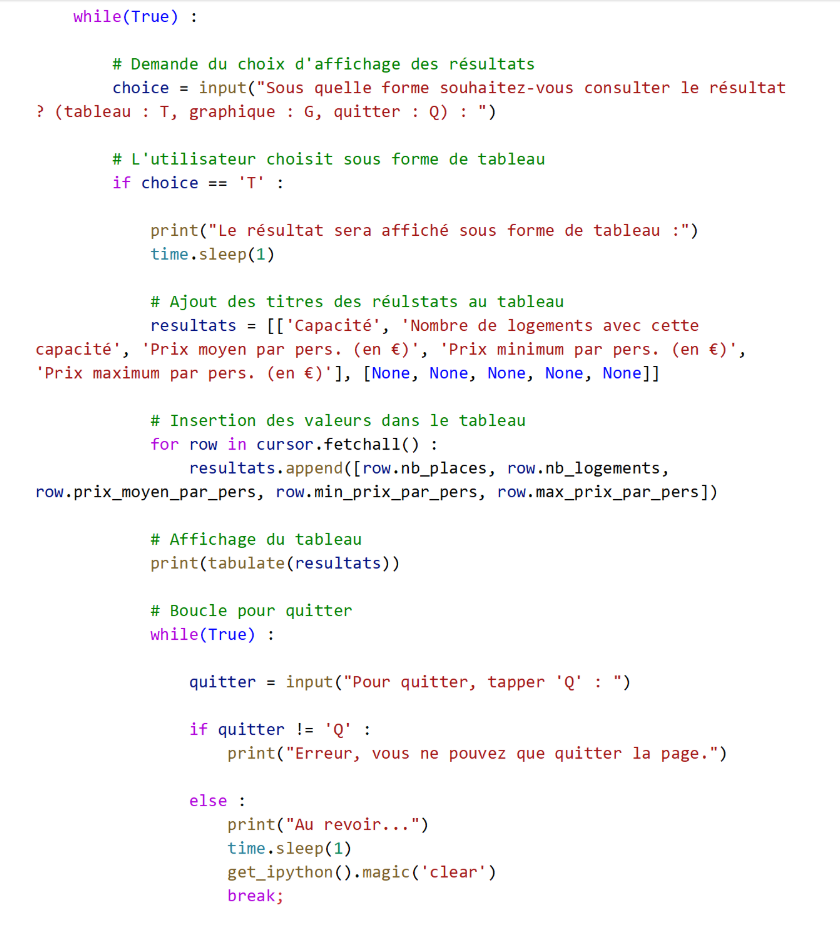 while(True) :
# Demande du choix d'affichage des résultats
choice = input("Sous quelle forme souhaitez-vous consulter le résultat
? (tableau : T, graphique : G, quitter : Q) : ")
# L'utilisateur choisit sous forme de tableau
if choice == 'T' :
print("Le résultat sera affiché sous forme de tableau :")
time.sleep(1)
# Ajout des titres des réulstats au tableau
resultats = [['Capacité', 'Nombre de logements avec cette
capacité', 'Prix moyen par pers. (en €)', 'Prix minimum par pers. (en €)',
'Prix maximum par pers. (en €)'], [None, None, None, None, None]]
# Insertion des valeurs dans le tableau
for row in cursor.fetchall() :
resultats.append([row.nb_places, row.nb_logements,
row.prix_moyen_par_pers, row.min_prix_par_pers, row.max_prix_par_pers])
# Affichage du tableau
print(tabulate(resultats))
# Boucle pour quitter
while(True) :
quitter = input("Pour quitter, tapper 'Q' : ")
if quitter != 'Q' :
print("Erreur, vous ne pouvez que quitter la page.")
else :
print("Au revoir...")
time.sleep(1)
get_ipython().magic('clear')
break;